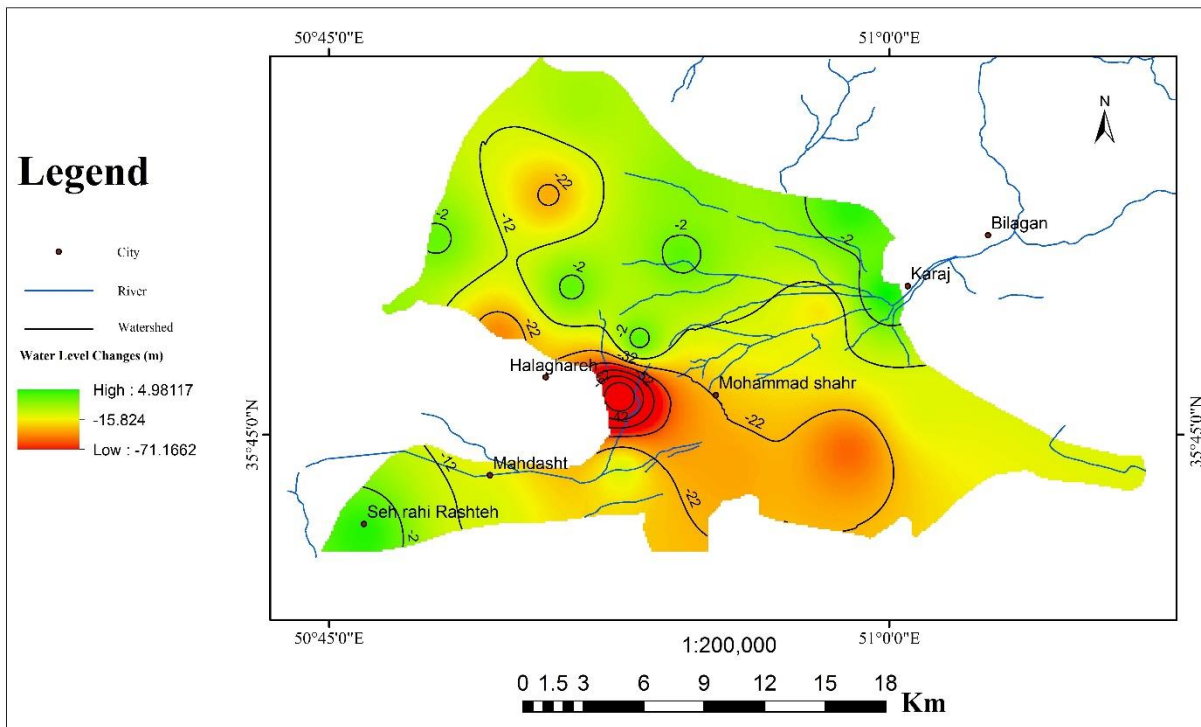 50°45'0"E
51°0'0"E
N
Legend
City
River
Watershed
Water Level Changes (m)
High : 4.98117
-15.824
Low : -71.1662
-22
-12
-2
-2
-2
-2
-2
Bilagan
Karaj
-22
-32
Halaghareh
Mohammad shahr
-22
35°45'0"N
35°45'0"N
-12
Mahdasht
-22
Seh rahi Rashteh
-2
50°45'0"E
51°0'0"E
1:200,000
0 1.5 3 6 9 12 15 18
Km